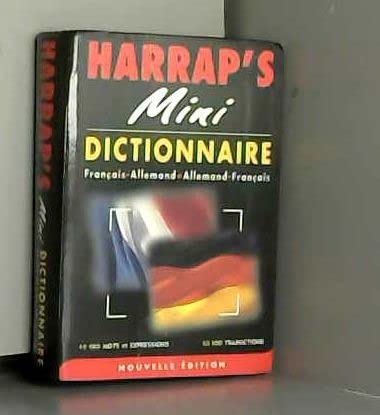 HARRAP'S
Mini
DICTIONNAIRE
Français-Allemand • Allemand-Français
MOTS et EXPRESSIONS
TRADUCTIONS
NOUVELLE ÉDITION
HARRAP'S Mini DICTIONNAIRE